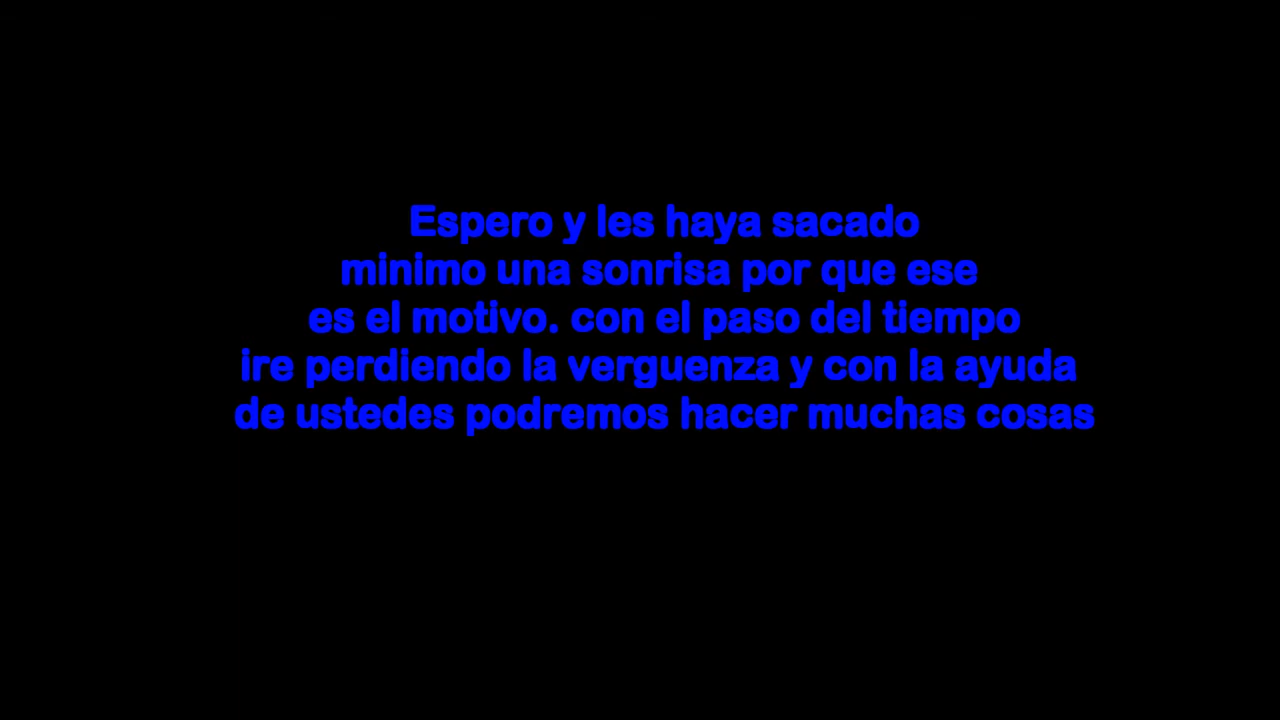 Espero y les haya sacado
minimo una sonrisa por que ese
es el motivo. con el paso del tiempo
ire perdiendo la verguenza y con la ayuda
de ustedes podremos hacer muchas cosas